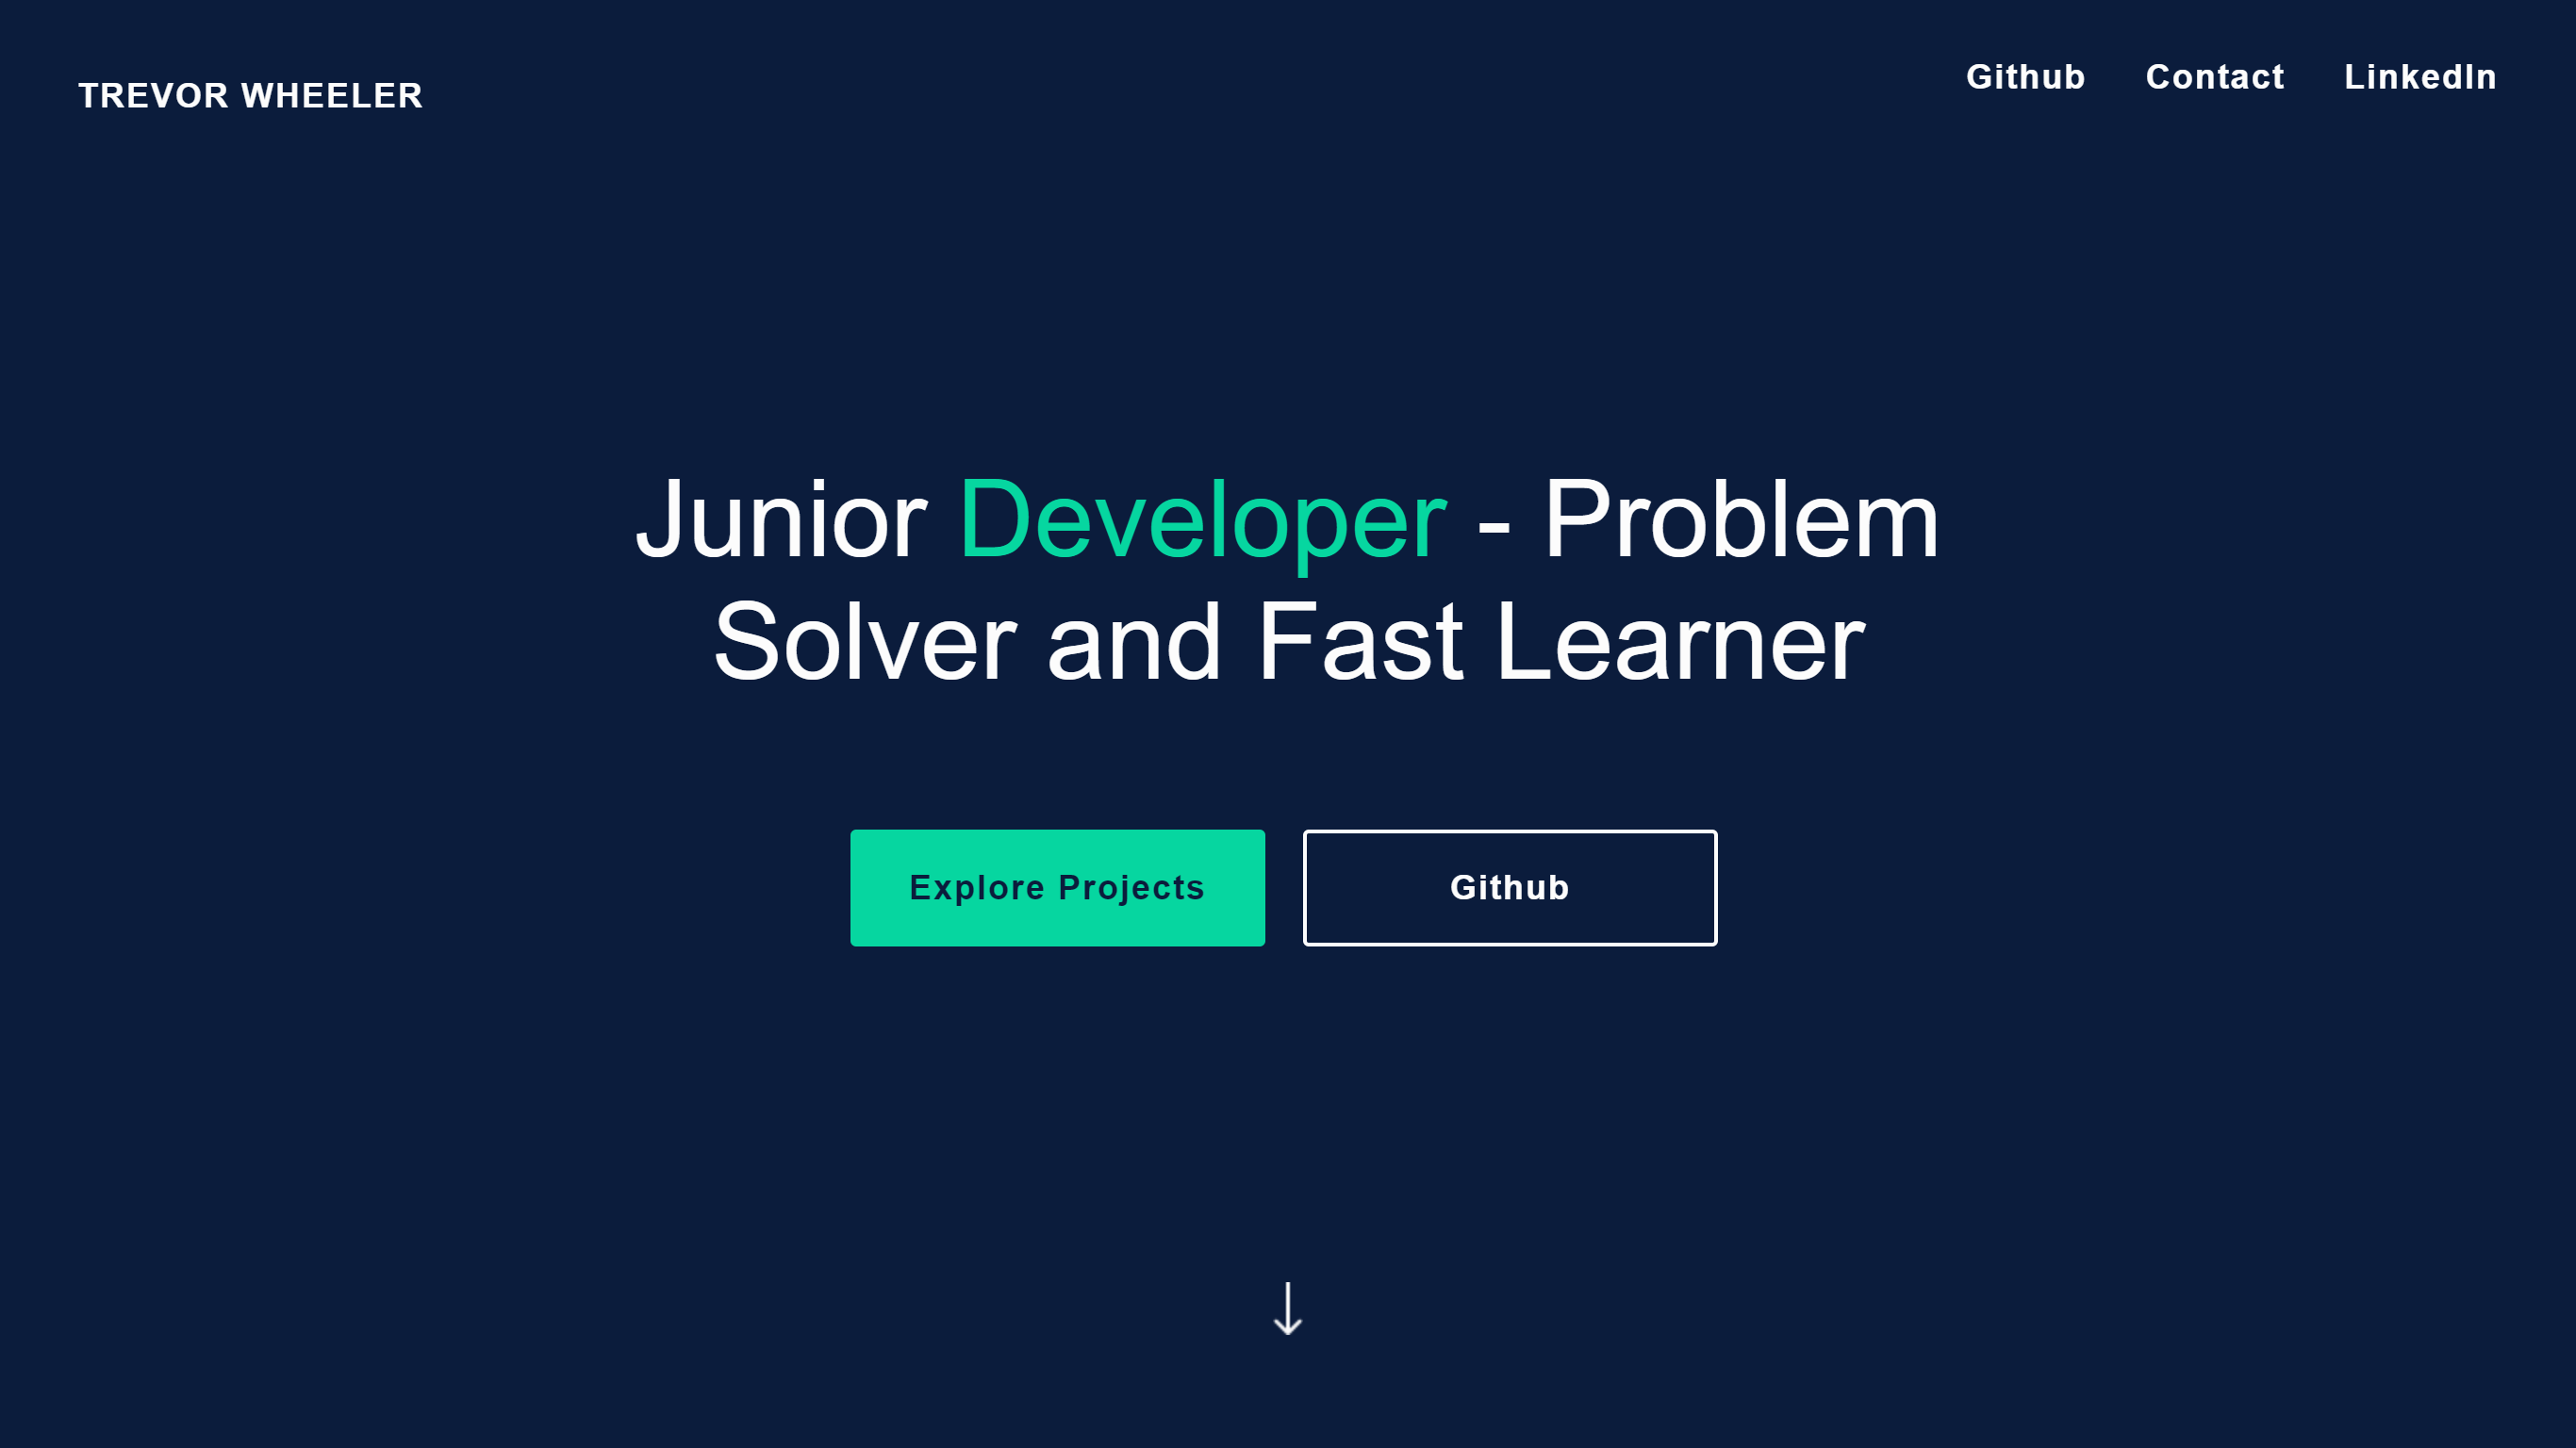 TREVOR WHEELER
Github
Contact
LinkedIn
Junior Developer - Problem
Solver and Fast Learner
Explore Projects
Github